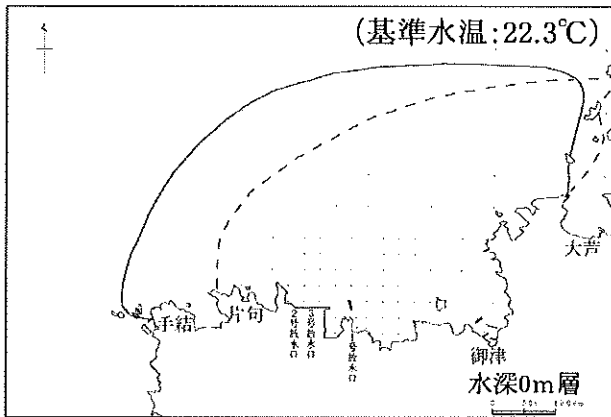 (基準水温:22.3℃)
大芦
手結
片句
2号放水口
3号放水口
1号放水口
御津
水深0m層